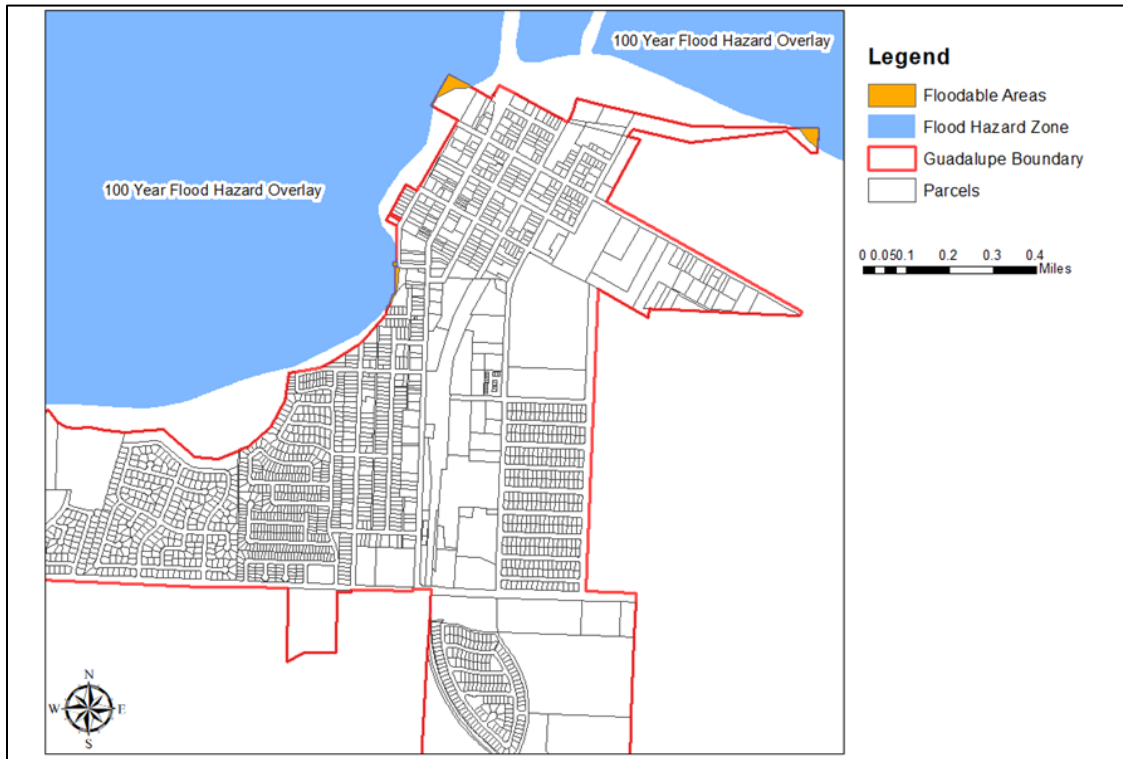 100 Year Flood Hazard Overlay
100 Year Flood Hazard Overlay
Legend
Floodable Areas
Flood Hazard Zone
Guadalupe Boundary
Parcels
0 0.050.1 0.2 0.3 0.4
Miles
N
W E
S